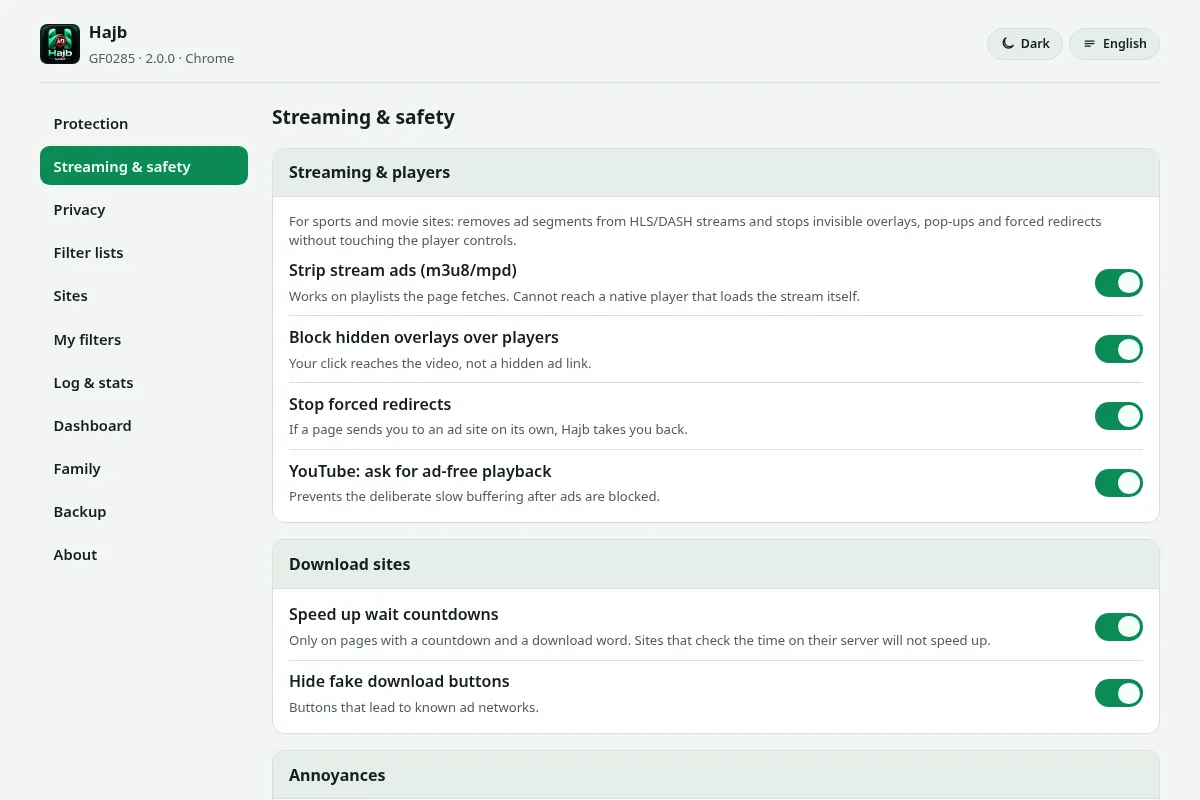 Hajb
Hajb
GF0285 · 2.0.0 · Chrome
Dark
English
Protection
Streaming & safety
Privacy
Filter lists
Sites
My filters
Log & stats
Dashboard
Family
Backup
About
Streaming & safety
Streaming & players
For sports and movie sites: removes ad segments from HLS/DASH streams and stops invisible overlays, pop-ups and forced redirects
without touching the player controls.
Strip stream ads (m3u8/mpd)
Works on playlists the page fetches. Cannot reach a native player that loads the stream itself.
Block hidden overlays over players
Your click reaches the video, not a hidden ad link.
Stop forced redirects
If a page sends you to an ad site on its own, Hajb takes you back.
YouTube: ask for ad-free playback
Prevents the deliberate slow buffering after ads are blocked.
Download sites
Speed up wait countdowns
Only on pages with a countdown and a download word. Sites that check the time on their server will not speed up.
Hide fake download buttons
Buttons that lead to known ad networks.
Annoyances